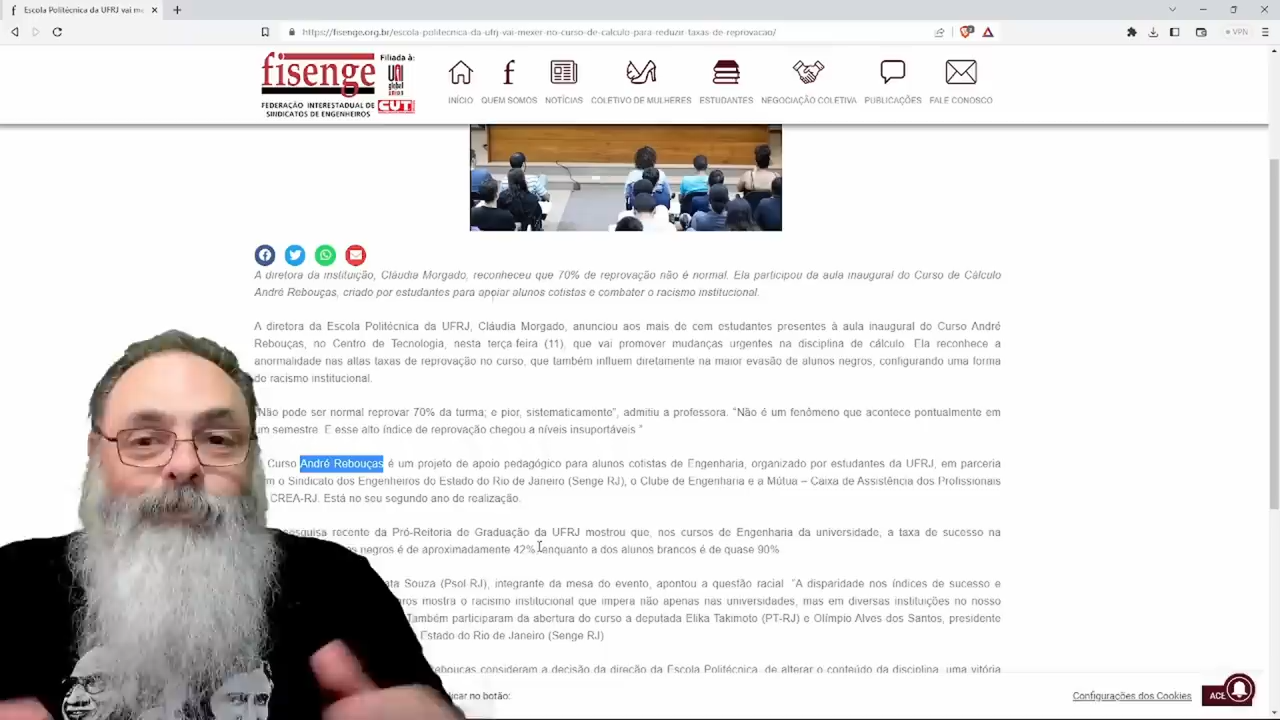 Escola Politécnica da UFRJ vai me
https://fisenge.org.br/escola-politecnica-da-ufrj-vai-mexer-no-curso-de-calculo-para-reduzir-taxas-de-reprovacao/
VPN
fisenge
FEDERAÇÃO INTERESTADUAL DE
SINDICATOS DE ENGENHEIROS
Filiada à:
UNI
global
union
CUT
INÍCIO QUEM SOMOS NOTÍCIAS COLETIVO DE MULHERES ESTUDANTES NEGOCIAÇÃO COLETIVA PUBLICAÇÕES FALE CONOSCO
A diretora da instituição, Cláudia Morgado, reconheceu que 70% de reprovação não é normal. Ela participou da aula inaugural do Curso de Cálculo
André Rebouças, criado por estudantes para apoiar alunos cotistas e combater o racismo institucional.
A diretora da Escola Politécnica da UFRJ, Cláudia Morgado, anunciou aos mais de cem estudantes presentes à aula inaugural do Curso André
Rebouças, no Centro de Tecnologia, nesta terça-feira (11), que vai promover mudanças urgentes na disciplina de cálculo. Ela reconhece a
anormalidade nas altas taxas de reprovação no curso, que também influem diretamente na maior evasão de alunos negros, configurando uma forma
de racismo institucional.
"Não pode ser normal reprovar 70% da turma; e pior, sistematicamente", admitiu a professora. "Não é um fenômeno que acontece pontualmente em
um semestre. E esse alto índice de reprovação chegou a níveis insuportáveis."
Curso André Rebouças é um projeto de apoio pedagógico para alunos cotistas de Engenharia, organizado por estudantes da UFRJ, em parceria
o Sindicato dos Engenheiros do Estado do Rio de Janeiro (Senge RJ), o Clube de Engenharia e a Mútua – Caixa de Assistência dos Profissionais
CREA-RJ. Está no seu segundo ano de realização.
recente da Pró-Reitoria de Graduação da UFRJ mostrou que, nos cursos de Engenharia da universidade, a taxa de sucesso na
negros é de aproximadamente 42%, enquanto a dos alunos brancos é de quase 90%
Souza (Psol-RJ), integrante da mesa do evento, apontou a questão racial. "A disparidade nos índices de sucesso e
mostra o racismo institucional que impera não apenas nas universidades, mas em diversas instituições no nosso
Também participaram da abertura do curso a deputada Elika Takimoto (PT-RJ) e Olímpio Alves dos Santos, presidente
Estado do Rio de Janeiro (Senge RJ)
consideram a decisão da direção da Escola Politécnica, de alterar o conteúdo da disciplina, uma vitória
no botão:
Configurações dos Cookies
ACE